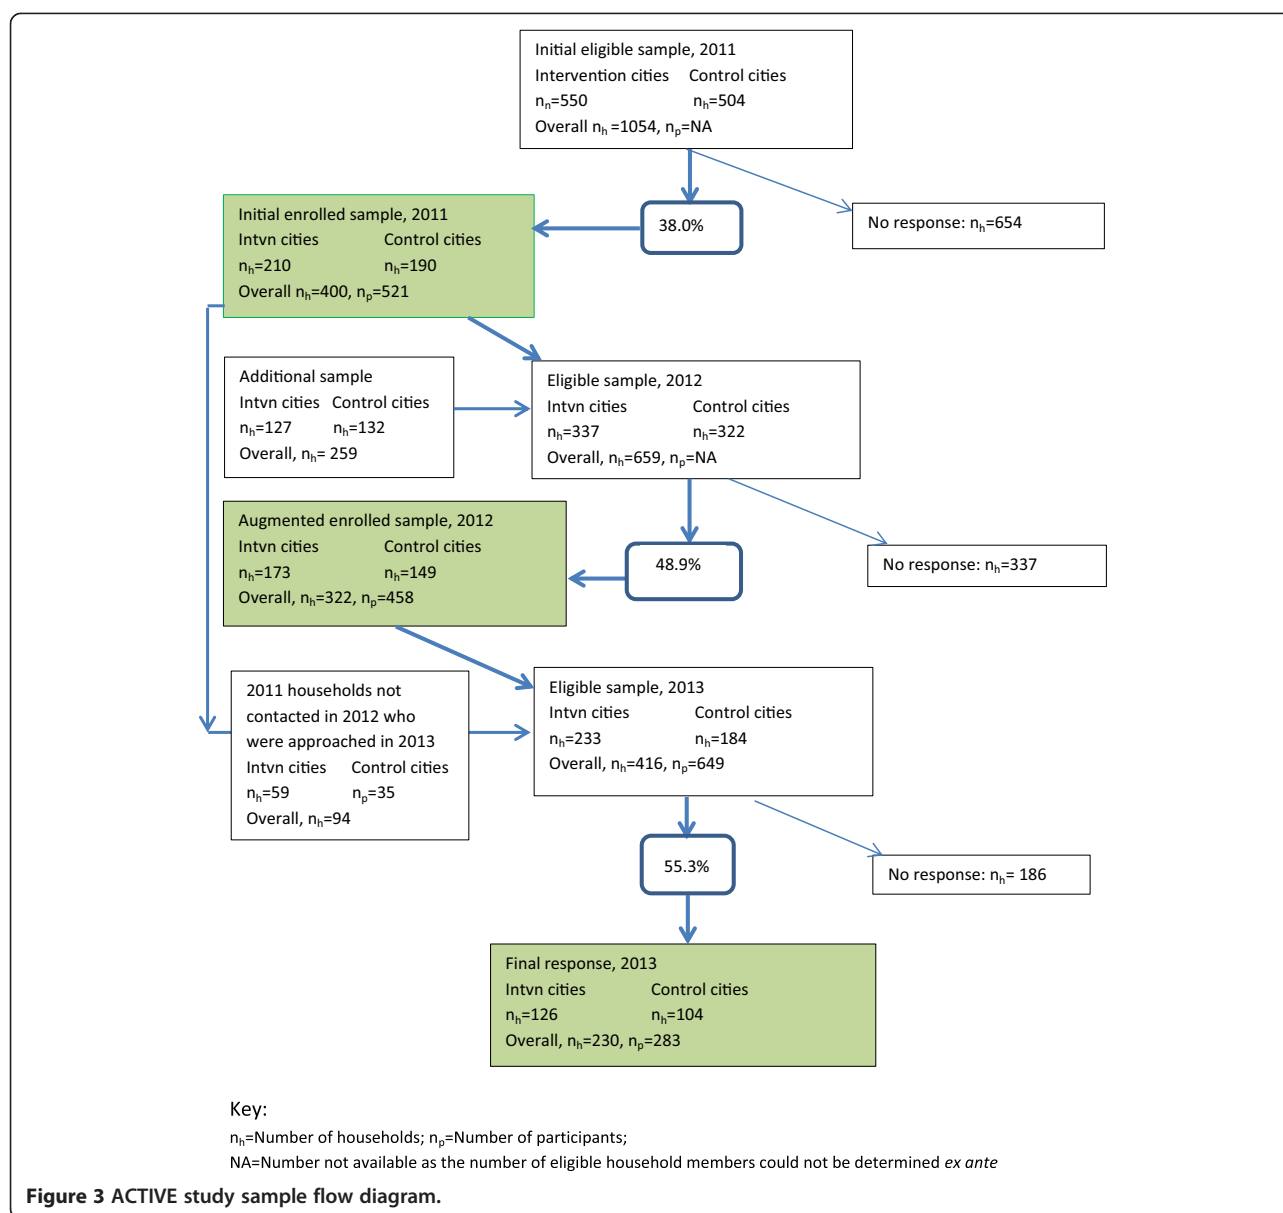 Initial eligible sample, 2011
Intervention cities Control cities
nn=550 nh=504
Overall nh =1054, np=NA
38.0%
No response: nh=654
Initial enrolled sample, 2011
Intvn cities Control cities
nh=210 nh=190
Overall nh=400, np=521
Additional sample
Intvn cities Control cities
nh=127 nh=132
Overall, nh= 259
Eligible sample, 2012
Intvn cities Control cities
nh=337 nh=322
Overall, nh=659, np=NA
Augmented enrolled sample, 2012
Intvn cities Control cities
nh=173 nh=149
Overall, nh=322, np=458
48.9%
No response: nh=337
2011 households not
contacted in 2012 who
were approached in 2013
Intvn cities Control cities
nh=59 np=35
Overall, nh=94
Eligible sample, 2013
Intvn cities Control cities
nh=233 nh=184
Overall, nh=416, np=649
55.3%
No response: nh= 186
Final response, 2013
Intvn cities Control cities
nh=126 nh=104
Overall, nh=230, np=283
Key:
nh=Number of households; np=Number of participants;
NA=Number not available as the number of eligible household members could not be determined ex ante
Figure 3 ACTIVE study sample flow diagram.